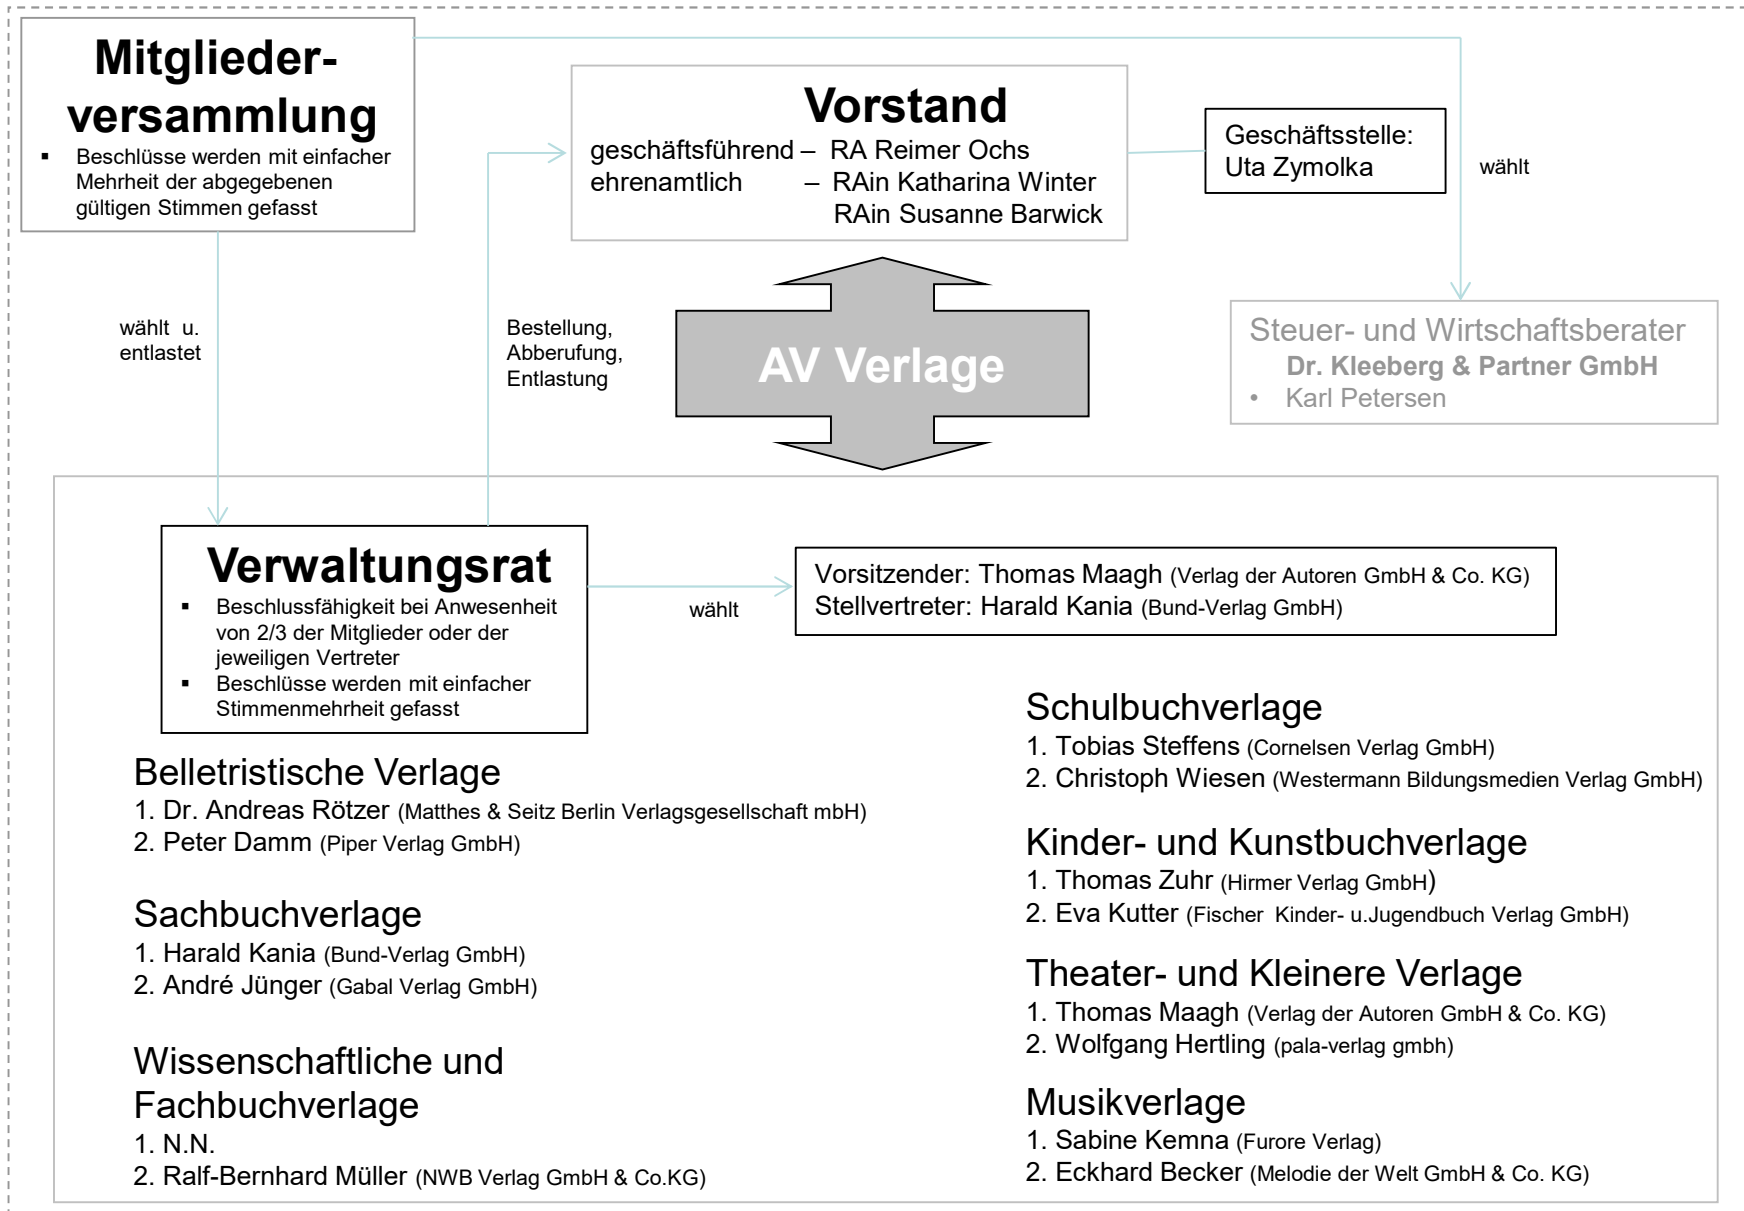 Mitglieder-
versammlung
▪ Beschlüsse werden mit einfacher
Mehrheit der abgegebenen
gültigen Stimmen gefasst
Vorstand
geschäftsführend – RA Reimer Ochs
ehrenamtlich – RAin Katharina Winter
RAin Susanne Barwick
Geschäftsstelle:
Uta Zymolka
wählt
wählt u.
entlastet
Bestellung,
Abberufung,
Entlastung
AV Verlage
Steuer- und Wirtschaftsberater
Dr. Kleeberg & Partner GmbH
• Karl Petersen
Verwaltungsrat
▪ Beschlussfähigkeit bei Anwesenheit
von 2/3 der Mitglieder oder der
jeweiligen Vertreter
▪ Beschlüsse werden mit einfacher
Stimmenmehrheit gefasst
wählt
Vorsitzender: Thomas Maagh (Verlag der Autoren GmbH & Co. KG)
Stellvertreter: Harald Kania (Bund-Verlag GmbH)
Belletristische Verlage
1. Dr. Andreas Rötzer (Matthes & Seitz Berlin Verlagsgesellschaft mbH)
2. Peter Damm (Piper Verlag GmbH)
Sachbuchverlage
1. Harald Kania (Bund-Verlag GmbH)
2. André Jünger (Gabal Verlag GmbH)
Wissenschaftliche und
Fachbuchverlage
1. N.N.
2. Ralf-Bernhard Müller (NWB Verlag GmbH & Co.KG)
Schulbuchverlage
1. Tobias Steffens (Cornelsen Verlag GmbH)
2. Christoph Wiesen (Westermann Bildungsmedien Verlag GmbH)
Kinder- und Kunstbuchverlage
1. Thomas Zuhr (Hirmer Verlag GmbH)
2. Eva Kutter (Fischer Kinder- u.Jugendbuch Verlag GmbH)
Theater- und Kleinere Verlage
1. Thomas Maagh (Verlag der Autoren GmbH & Co. KG)
2. Wolfgang Hertling (pala-verlag gmbh)
Musikverlage
1. Sabine Kemna (Furore Verlag)
2. Eckhard Becker (Melodie der Welt GmbH & Co. KG)